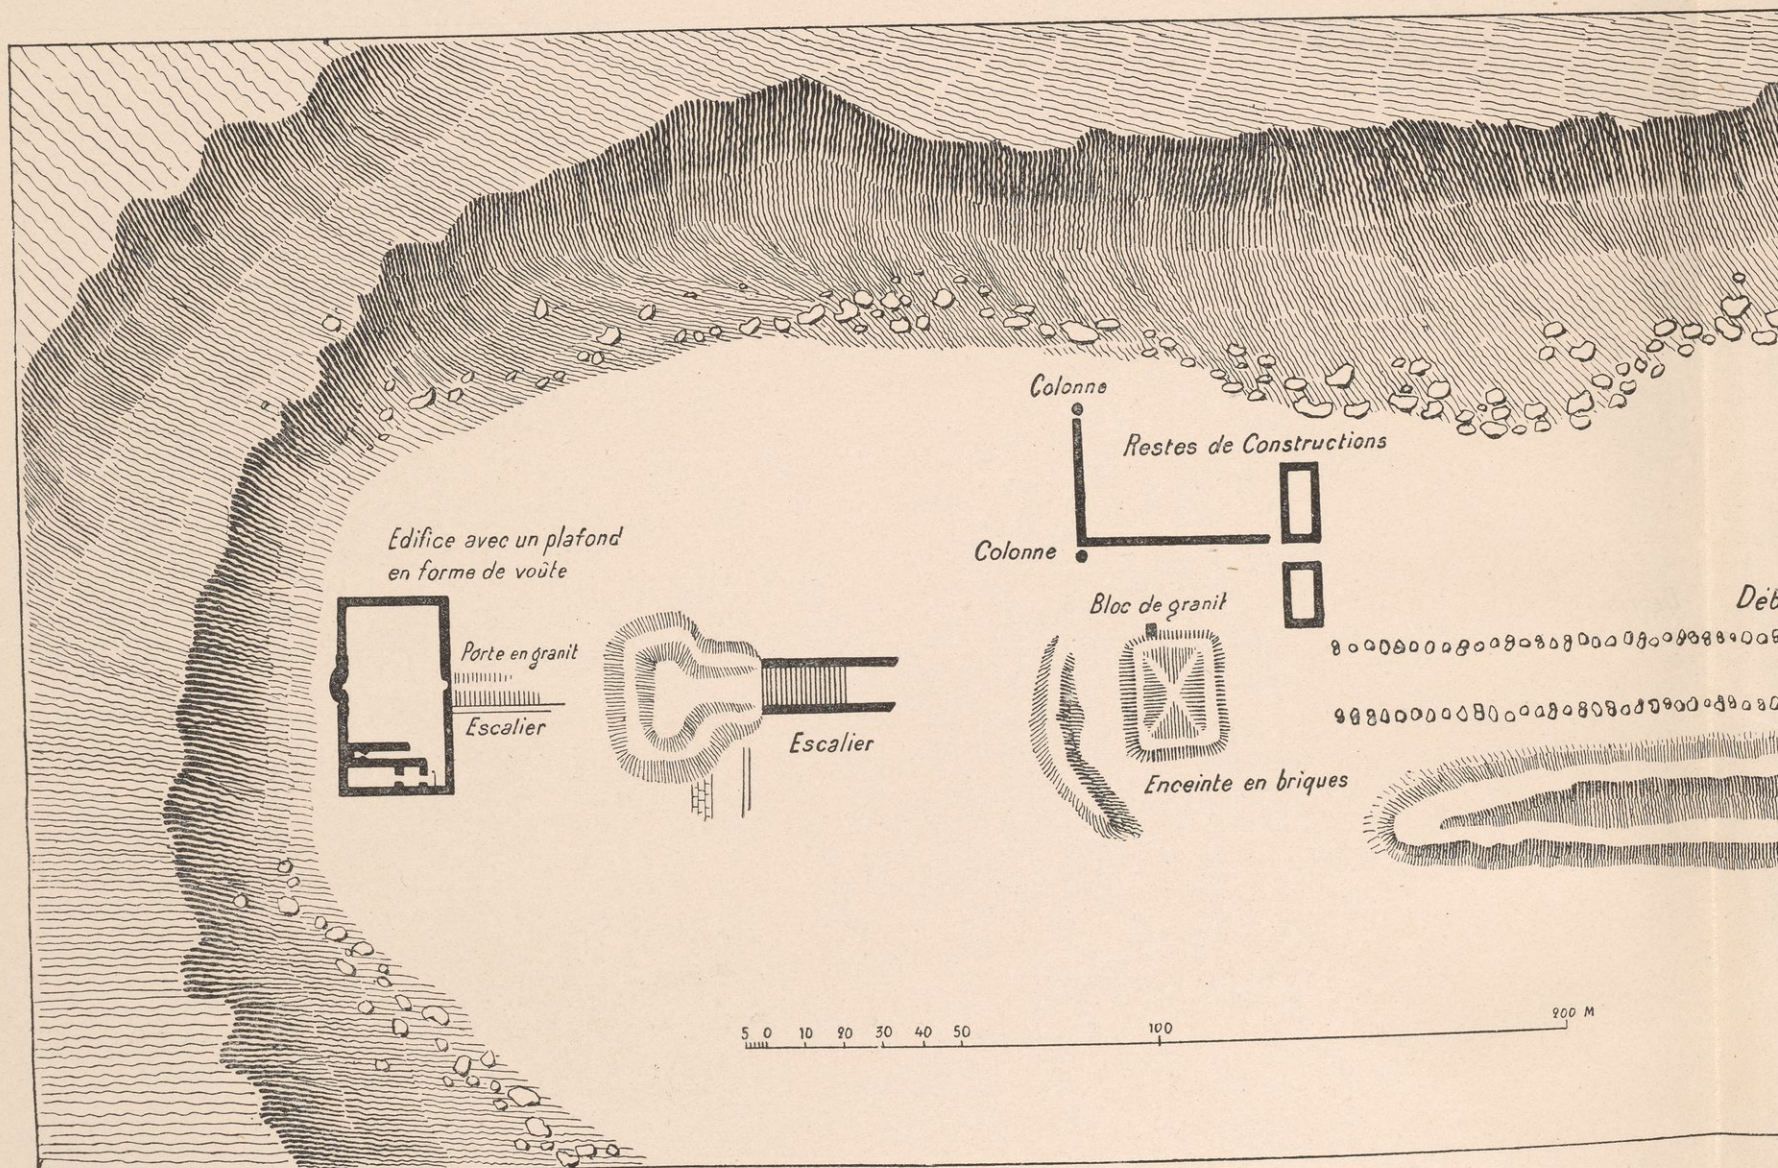 Colonne
Restes de Constructions
Edifice avec un plafond
en forme de voûte
Colonne
Bloc de granit
Déb
Porte en granit
Escalier
Escalier
Enceinte en briques
5 0 10 20 30 40 50 100 200 M